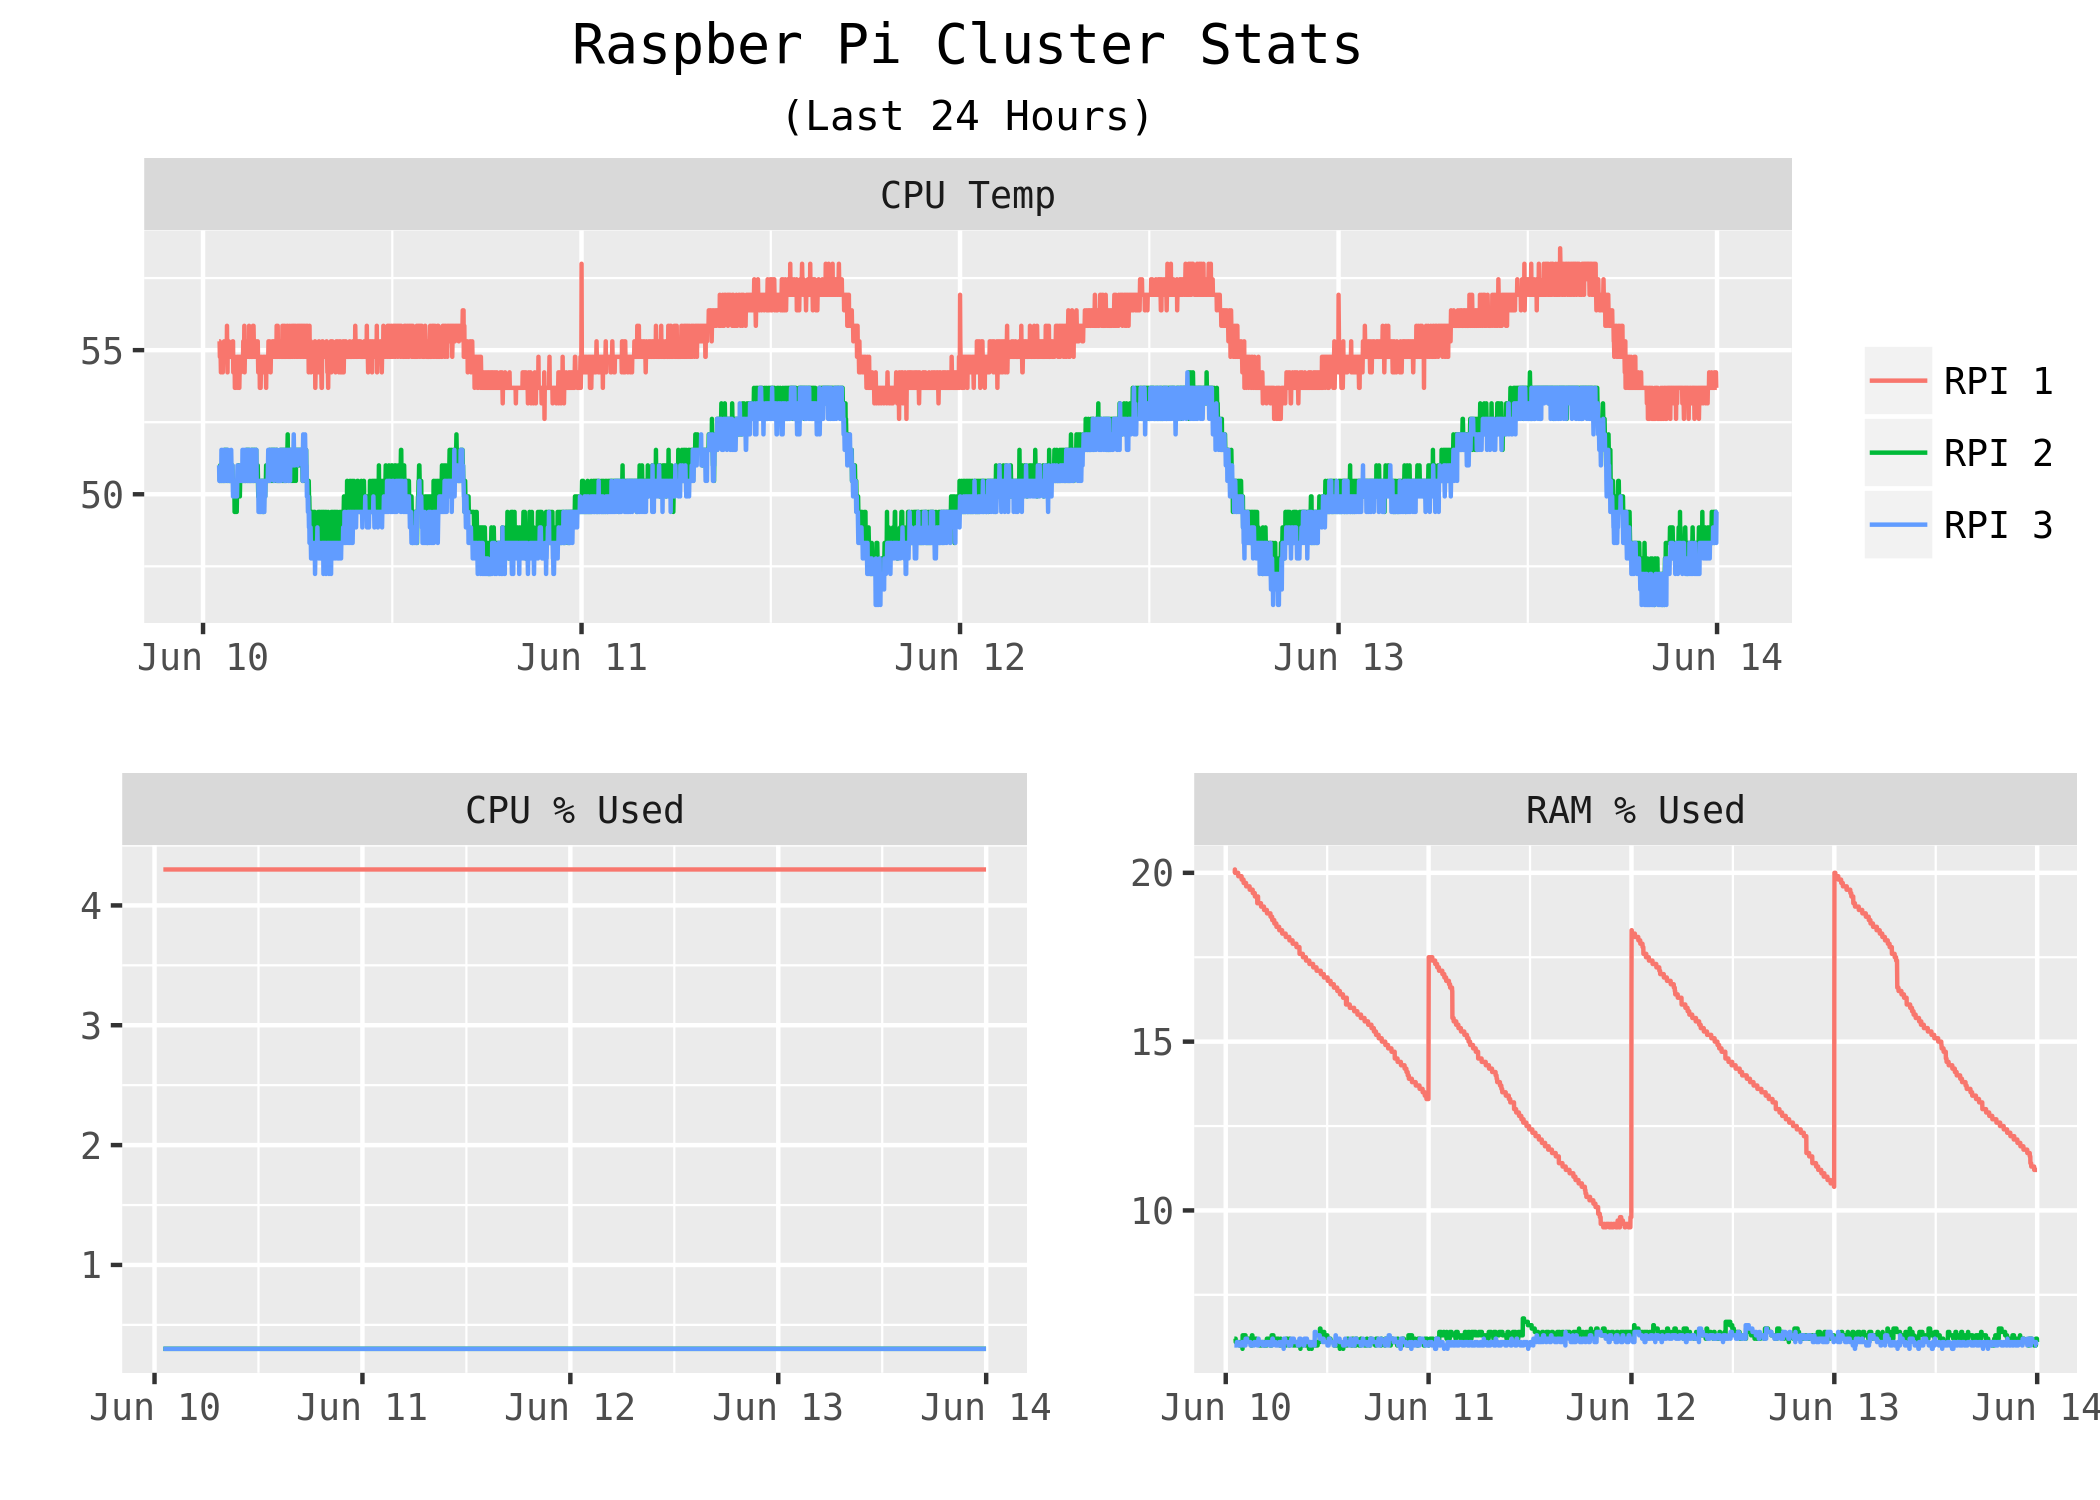 Raspber Pi Cluster Stats
(Last 24 Hours)
CPU Temp
55
50
Jun 10 Jun 11 Jun 12 Jun 13 Jun 14
RPI 1
RPI 2
RPI 3
CPU % Used
4
3
2
1
Jun 10 Jun 11 Jun 12 Jun 13 Jun 14
RAM % Used
20
15
10
Jun 10 Jun 11 Jun 12 Jun 13 Jun 14